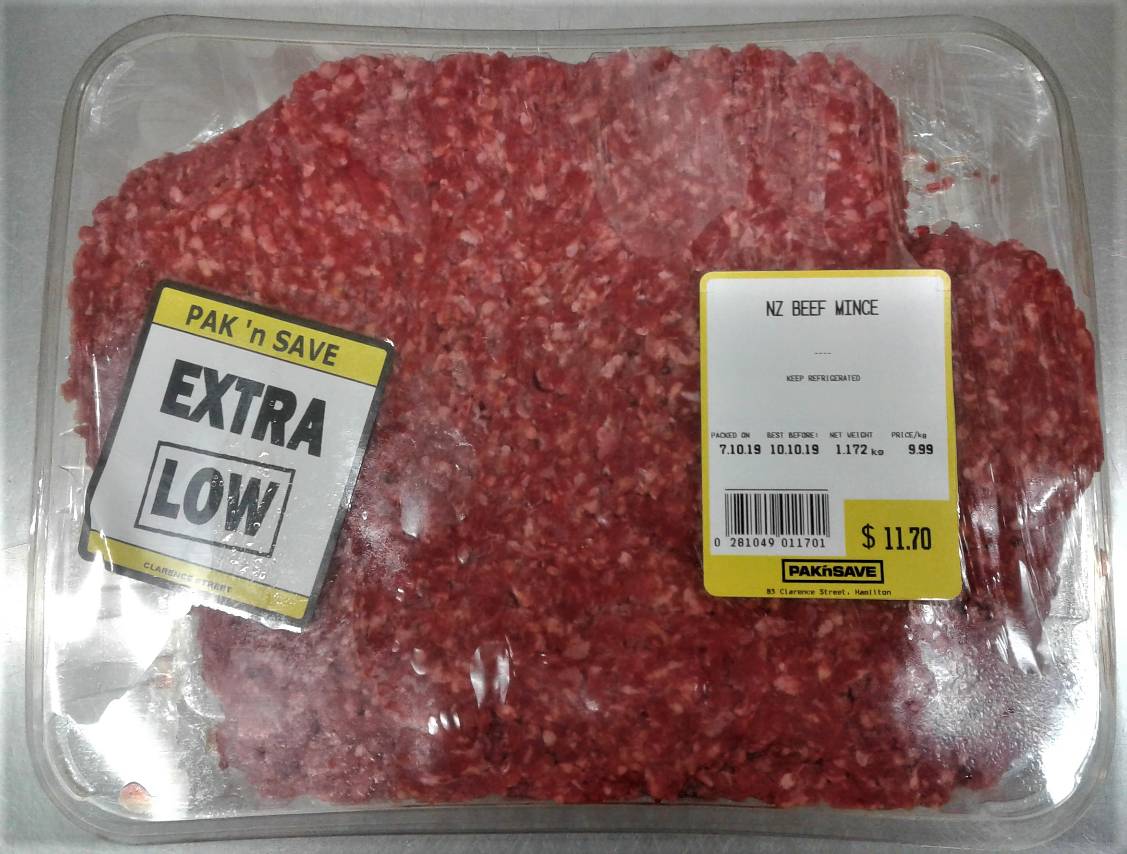 PAK 'n SAVE
EXTRA
LOW
CLARENCE STREET
NZ BEEF MINCE
----
KEEP REFRIGERATED
PACKED ON BEST BEFORE: NET WEIGHT PRICE/kg
7.10.19 10.10.19 1.172 kg 9.99
0 281049 011701
$ 11.70
PAKnSAVE
85 Clarence Street, Hamilton